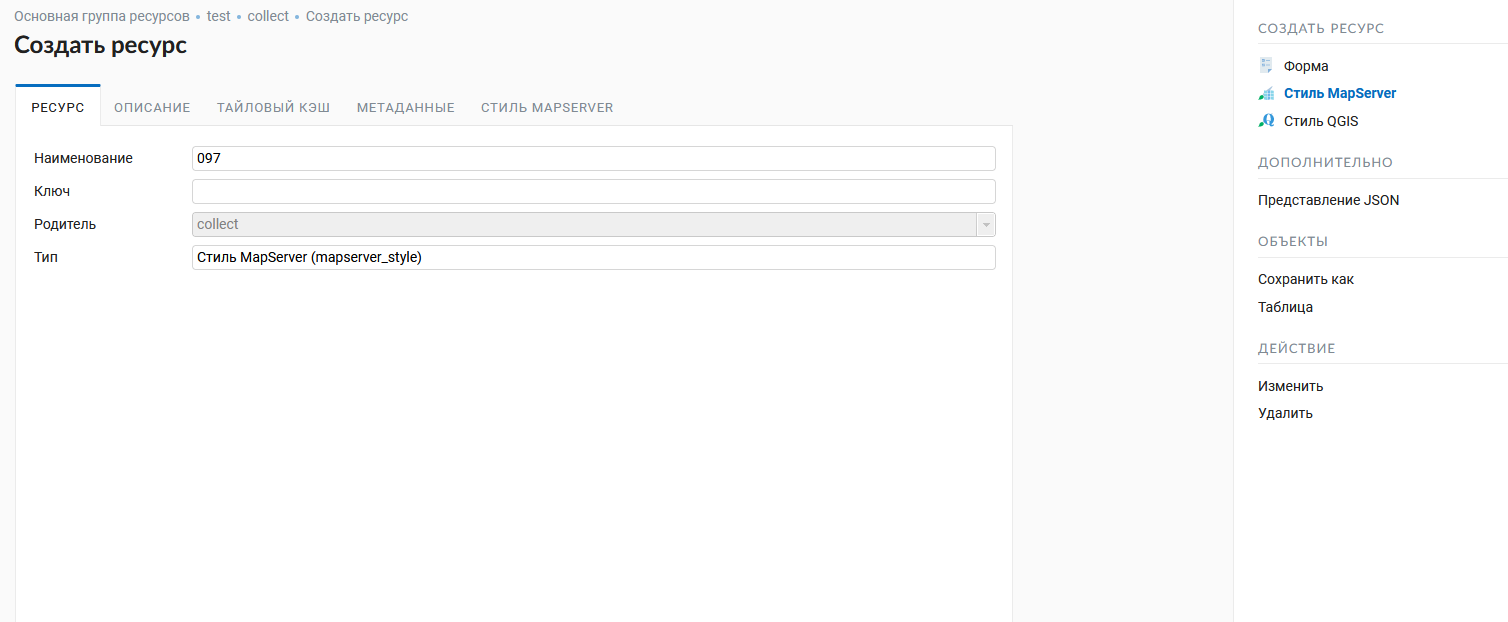 Основная группа ресурсов • test • collect • Создать ресурс
Создать ресурс
РЕСУРС ОПИСАНИЕ ТАЙЛОВЫЙ КЭШ МЕТАДАННЫЕ СТИЛЬ MAPSERVER
Наименование 097
Ключ
Родитель collect
Тип Стиль MapServer (mapserver_style)
СОЗДАТЬ РЕСУРС
Форма
Стиль MapServer
Стиль QGIS
ДОПОЛНИТЕЛЬНО
Представление JSON
ОБЪЕКТЫ
Сохранить как
Таблица
ДЕЙСТВИЕ
Изменить
Удалить